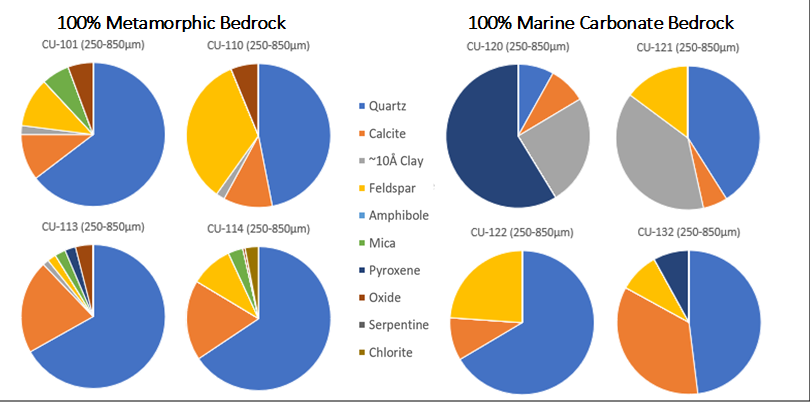 100% Metamorphic Bedrock
100% Marine Carbonate Bedrock
CU-101 (250-850μm)
CU-110 (250-850μm)
CU-120 (250-850μm)
CU-121 (250-850μm)
Quartz
Calcite
~10Å Clay
Feldspar
Amphibole
Mica
Pyroxene
Oxide
Serpentine
Chlorite
CU-113 (250-850μm)
CU-114 (250-850μm)
CU-122 (250-850μm)
CU-132 (250-850μm)